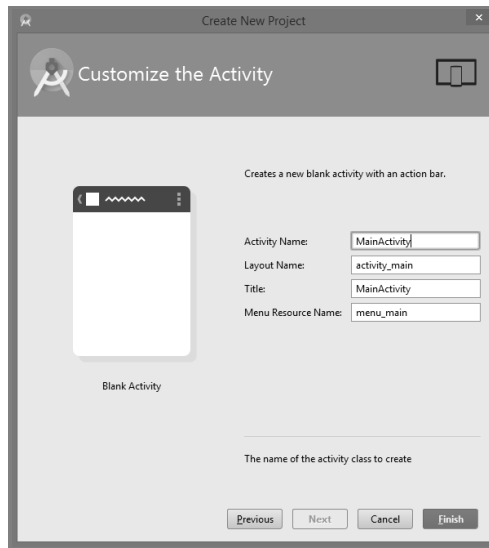 Create New Project
Customize the Activity
Creates a new blank activity with an action bar.
Activity Name: MainActivity
Layout Name: activity_main
Title: MainActivity
Menu Resource Name: menu_main
Blank Activity
The name of the activity class to create
Previous Next Cancel Finish